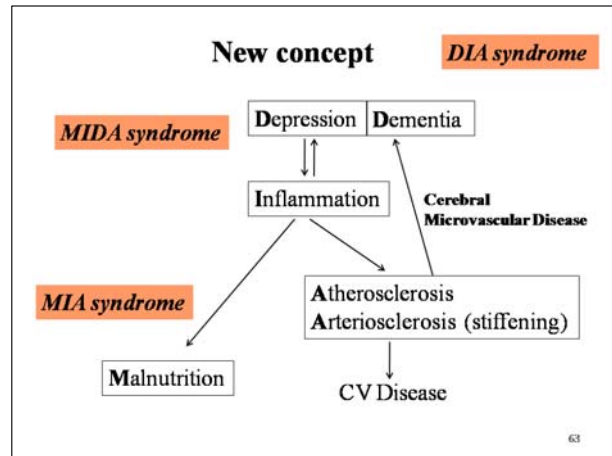 New concept
DIA syndrome
MIDA syndrome
Depression
Dementia
Inflammation
Cerebral
Microvascular Disease
MIA syndrome
Atherosclerosis
Arteriosclerosis (stiffening)
Malnutrition
CV Disease
63